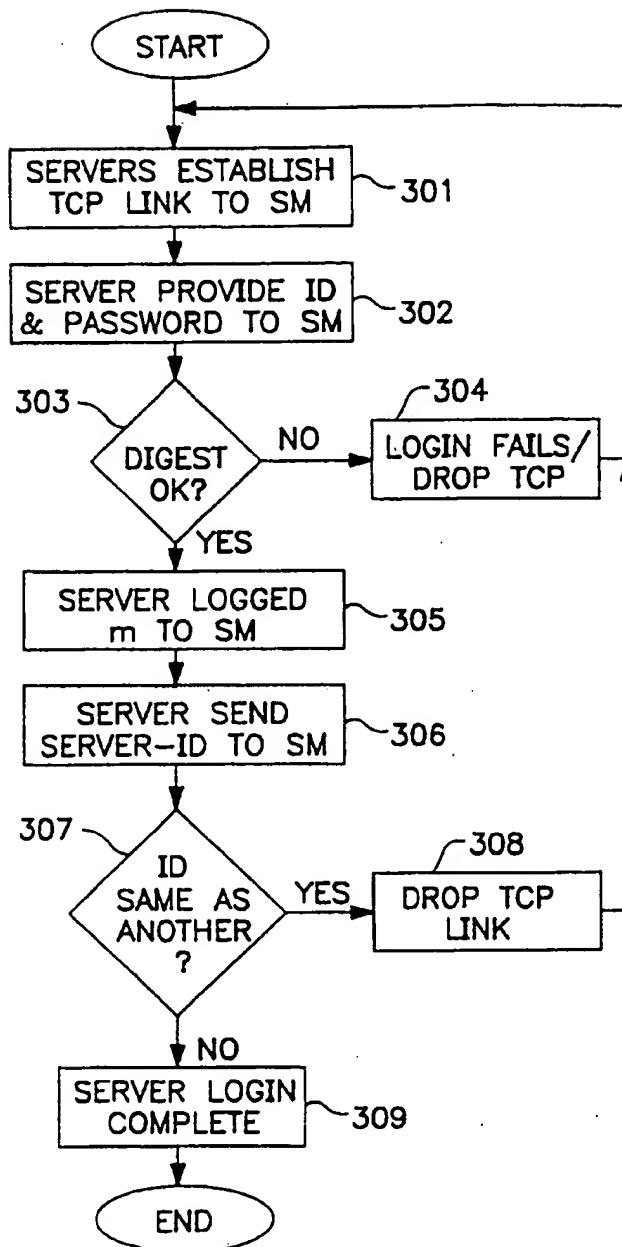 START
SERVERS ESTABLISH
TCP LINK TO SM
301
SERVER PROVIDE ID
& PASSWORD TO SM
302
303
DIGEST
OK?
NO
304
LOGIN FAILS/
DROP TCP
YES
SERVER LOGGED
m TO SM
305
SERVER SEND
SERVER-ID TO SM
306
307
ID
SAME AS
ANOTHER
?
YES
308
DROP TCP
LINK
NO
SERVER LOGIN
COMPLETE
309
END